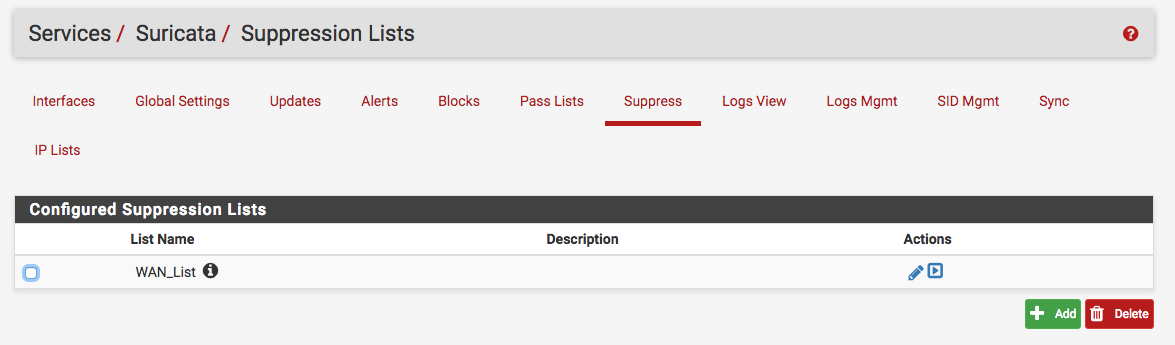 Services / Suricata / Suppression Lists
Interfaces Global Settings Updates Alerts Blocks Pass Lists Suppress Logs View Logs Mgmt SID Mgmt Sync
IP Lists
Configured Suppression Lists
List Name Description Actions
WAN_List
Add Delete